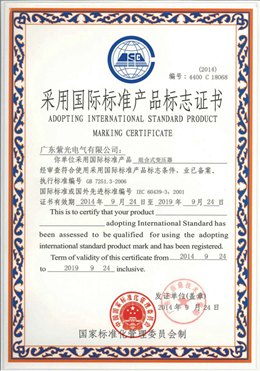 (2014)
编号：4400 C 18068
采用国际标准产品标志证书
ADOPTING INTERNATIONAL STANDARD PRODUCT
MARKING CERTIFICATE
广东紫光电气有限公司：
你单位采用国际标准产品 组合式变压器
经审查符合使用采用国际标准产品标志条件，并已备案。
执行标准编号 GB 7251.3-2006
国际标准或国外先进标准编号 IEC 60439-3：2001
证书有效期 2014 年 9 月 24 日至 2019 年 9 月 24 日
This is to certify that your product
adopting International Standard has
been assessed to be qualified for using the adopting
international standard product mark and has been registered.
Term of validity of this certificate from 2014 9 24
to 2019 9 24 inclusive.
发证单位(盖章)
2014 年 9 月 24 日
国家标准化管理委员会制